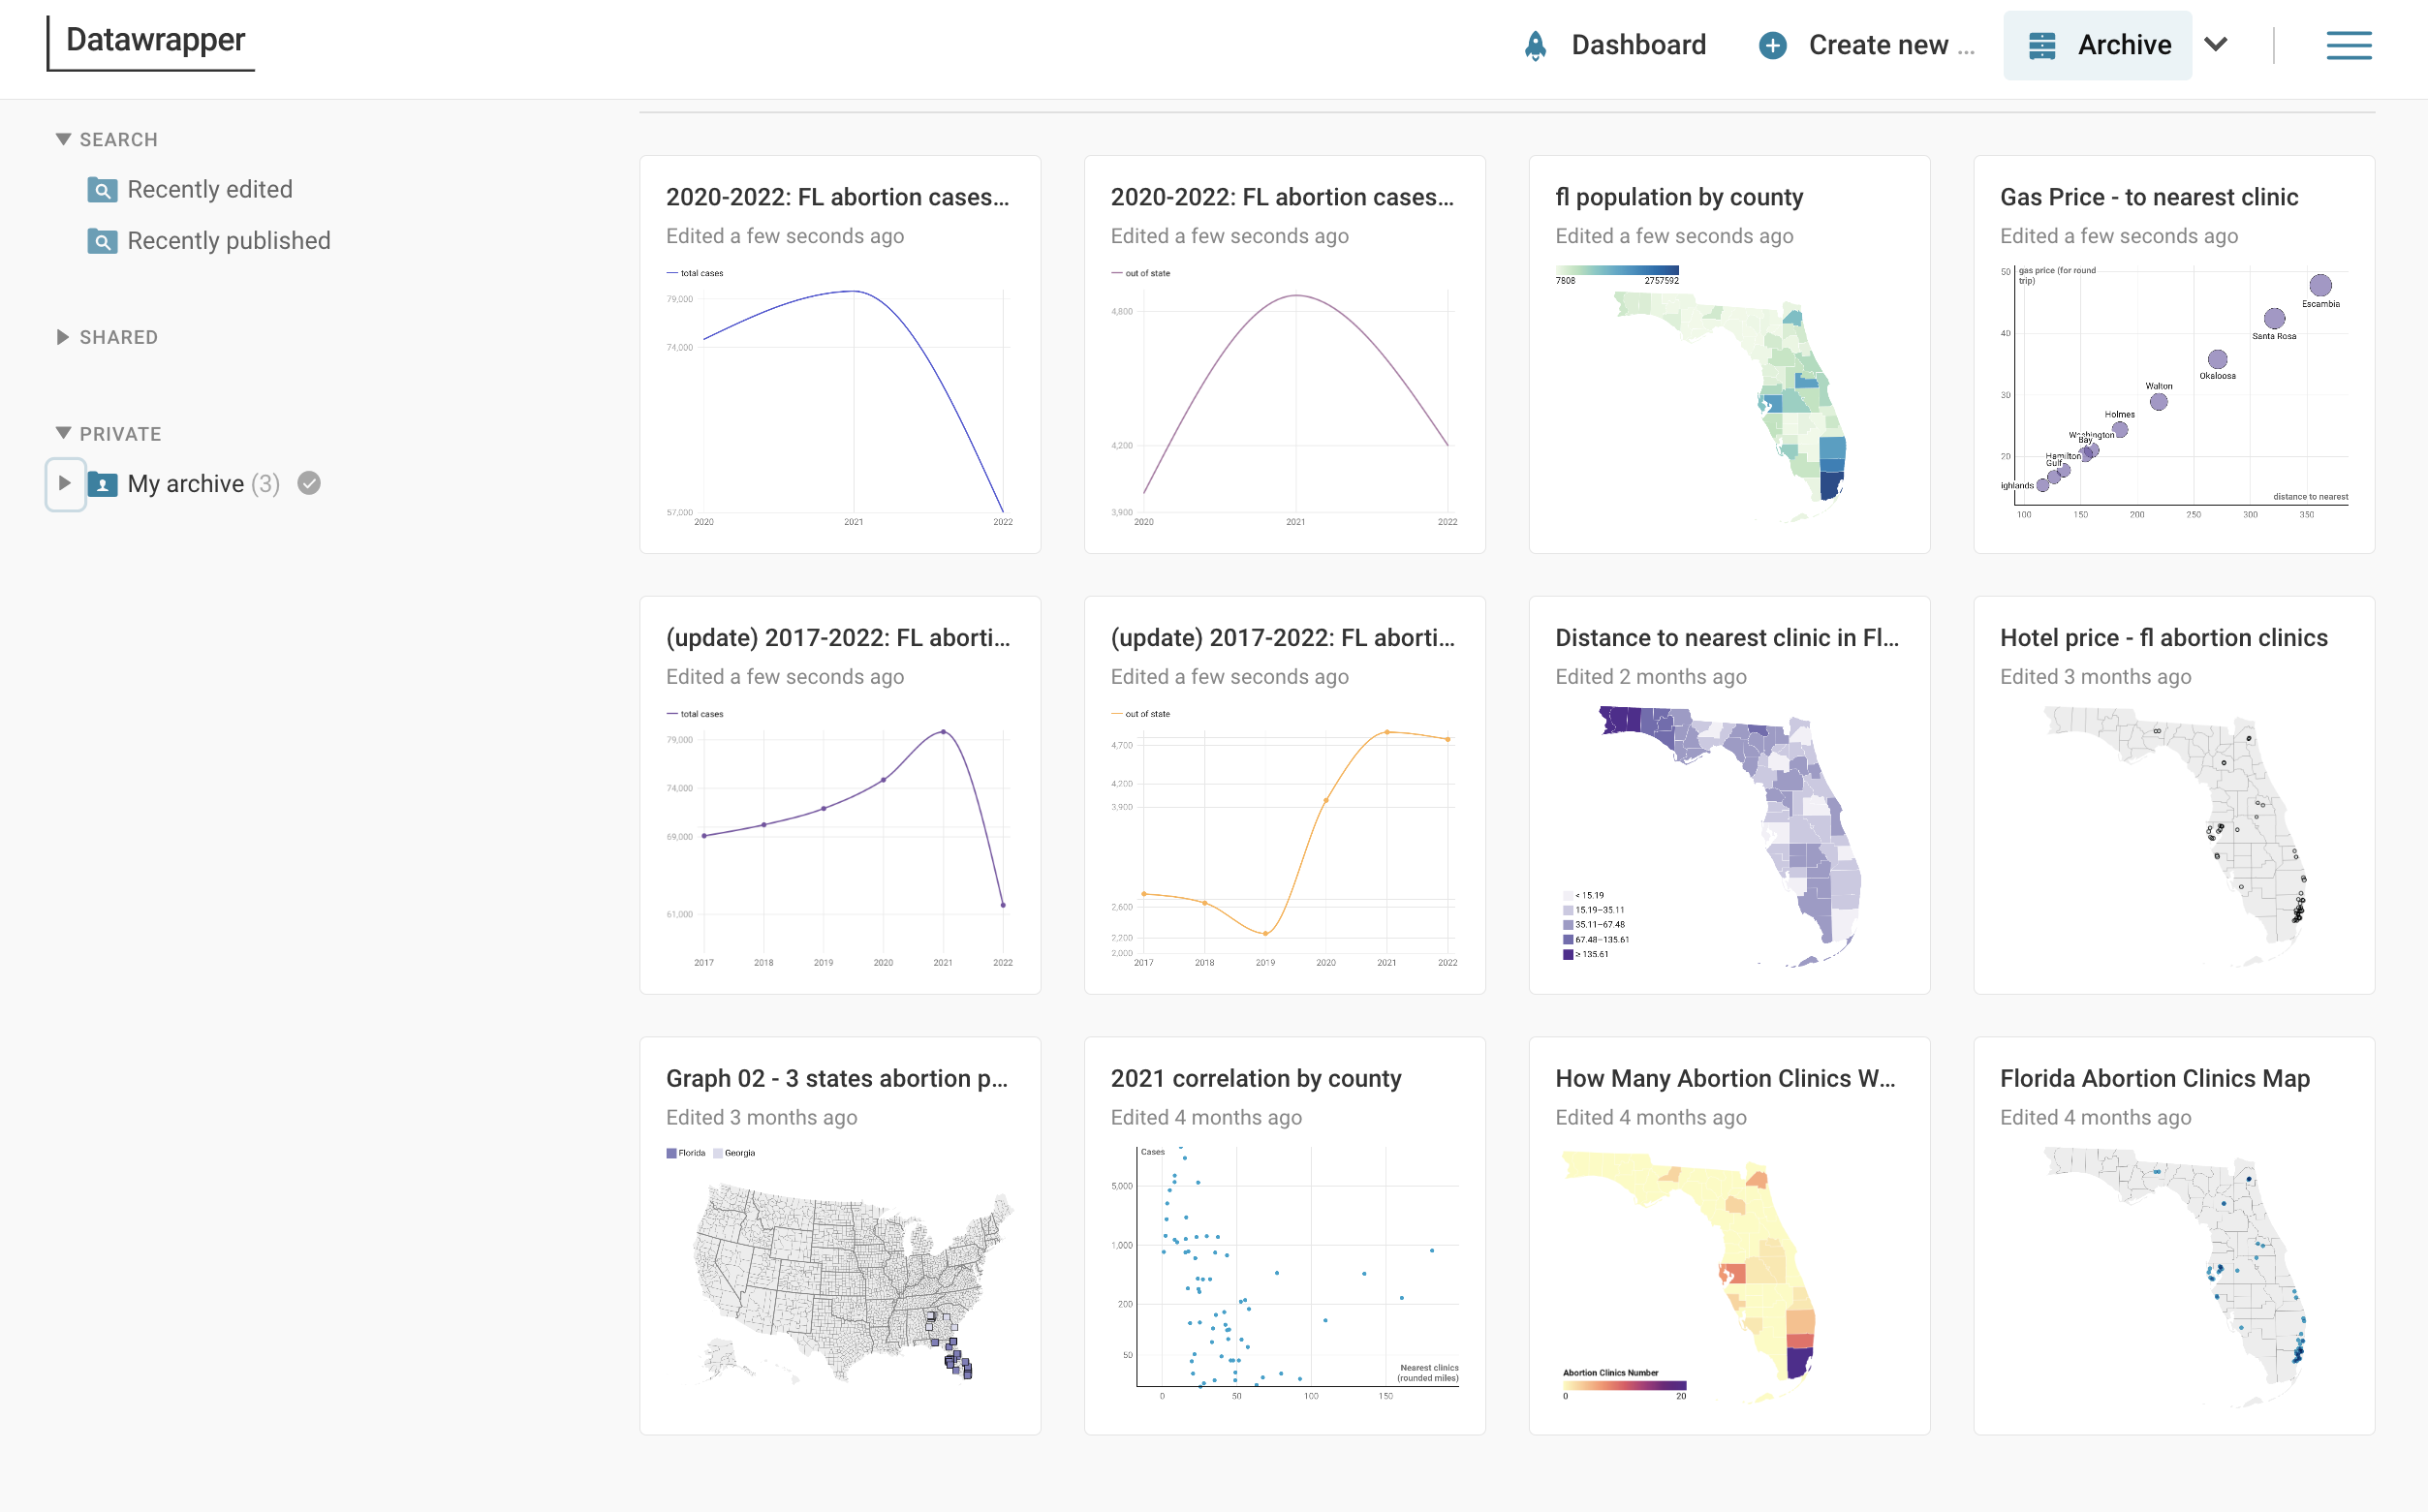 Datawrapper
Dashboard
Create new ...
Archive
SEARCH
Recently edited
Recently published
SHARED
PRIVATE
My archive (3)
2020-2022: FL abortion cases...
Edited a few seconds ago
total cases
79,000
74,000
57,000
2020 2021 2022
2020-2022: FL abortion cases...
Edited a few seconds ago
out of state
4,800
4,200
3,900
2020 2021 2022
fl population by county
Edited a few seconds ago
7808 2757592
Gas Price - to nearest clinic
Edited a few seconds ago
50 gas price (for round
trip)
Escambia
40
Santa Rosa
Okaloosa
Walton
30
Holmes
Washington
Bay
Hamilton
20
Gulf
ighlands
distance to nearest
100 150 200 250 300 350
(update) 2017-2022: FL aborti...
Edited a few seconds ago
total cases
79,000
74,000
69,000
61,000
2017 2018 2019 2020 2021 2022
(update) 2017-2022: FL aborti...
Edited a few seconds ago
out of state
4,700
4,200
3,900
2,600
2,200
2,000
2017 2018 2019 2020 2021 2022
Distance to nearest clinic in Fl...
Edited 2 months ago
< 15.19
15.19–35.11
35.11–67.48
67.48–135.61
≥ 135.61
Hotel price - fl abortion clinics
Edited 3 months ago
Graph 02 - 3 states abortion p...
Edited 3 months ago
Florida Georgia
2021 correlation by county
Edited 4 months ago
Cases
5,000
1,000
200
50
Nearest clinics
(rounded miles)
0 50 100 150
How Many Abortion Clinics W...
Edited 4 months ago
Abortion Clinics Number
0 20
Florida Abortion Clinics Map
Edited 4 months ago